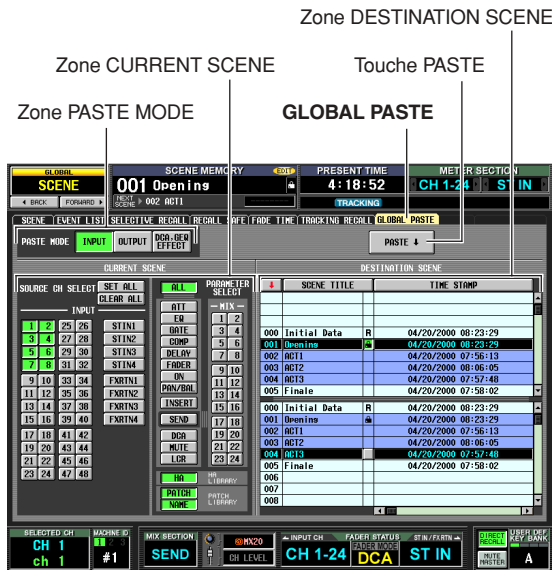 Zone DESTINATION SCENE
Zone CURRENT SCENE
Touche PASTE
Zone PASTE MODE
GLOBAL PASTE
GLOBAL
SCENE
BACK
FORWARD
SCENE MEMORY
EDIT
001 Opening
NEXT SCENE
002 ACT1
PRESENT TIME
4:18:52
TRACKING
METER SECTION
CH 1-24
ST IN
SCENE
EVENT LIST
SELECTIVE RECALL
RECALL SAFE
FADE TIME
TRACKING RECALL
GLOBAL PASTE
PASTE MODE
INPUT
OUTPUT
DCA.GEQ EFFECT
PASTE
CURRENT SCENE
DESTINATION SCENE
SOURCE CH SELECT
SET ALL
CLEAR ALL
INPUT
1 2 25 26 STIN1
3 4 27 28 STIN2
5 6 29 30 STIN3
7 8 31 32 STIN4
9 10 33 34 FXRTN1
11 12 35 36 FXRTN2
13 14 37 38 FXRTN3
15 16 39 40 FXRTN4
17 18 41 42
19 20 43 44
21 22 45 46
23 24 47 48
ALL
PARAMETER SELECT
ATT
EQ
GATE
COMP
DELAY
FADER
ON
PAN/BAL
INSERT
SEND
DCA
MUTE
LCR
HA
HA LIBRARY
PATCH
NAME
PATCH LIBRARY
MIX
1 2
3 4
5 6
7 8
9 10
11 12
13 14
15 16
17 18
19 20
21 22
23 24
SCENE TITLE
TIME STAMP
000 Initial Data R 04/20/2000 08:23:29
001 Opening 04/20/2000 08:23:29
002 ACT1 04/20/2000 07:56:13
003 ACT2 04/20/2000 08:06:05
004 ACT3 04/20/2000 07:57:48
005 Finale 04/20/2000 07:58:02
000 Initial Data R 04/20/2000 08:23:29
001 Opening 04/20/2000 08:23:29
002 ACT1 04/20/2000 07:56:13
003 ACT2 04/20/2000 08:06:05
004 ACT3 04/20/2000 07:57:48
005 Finale 04/20/2000 07:58:02
006
007
008
SELECTED CH
CH 1
ch 1
MACHINE ID
1 2 3
#1
MIX SECTION
SEND
@MX20
CH LEVEL
INPUT CH
CH 1-24
FADER STATUS
FADER MODE
DCA
ST IN/FXRTN
ST IN
DIRECT RECALL
MUTE MASTER
USER DEF KEY BANK
A